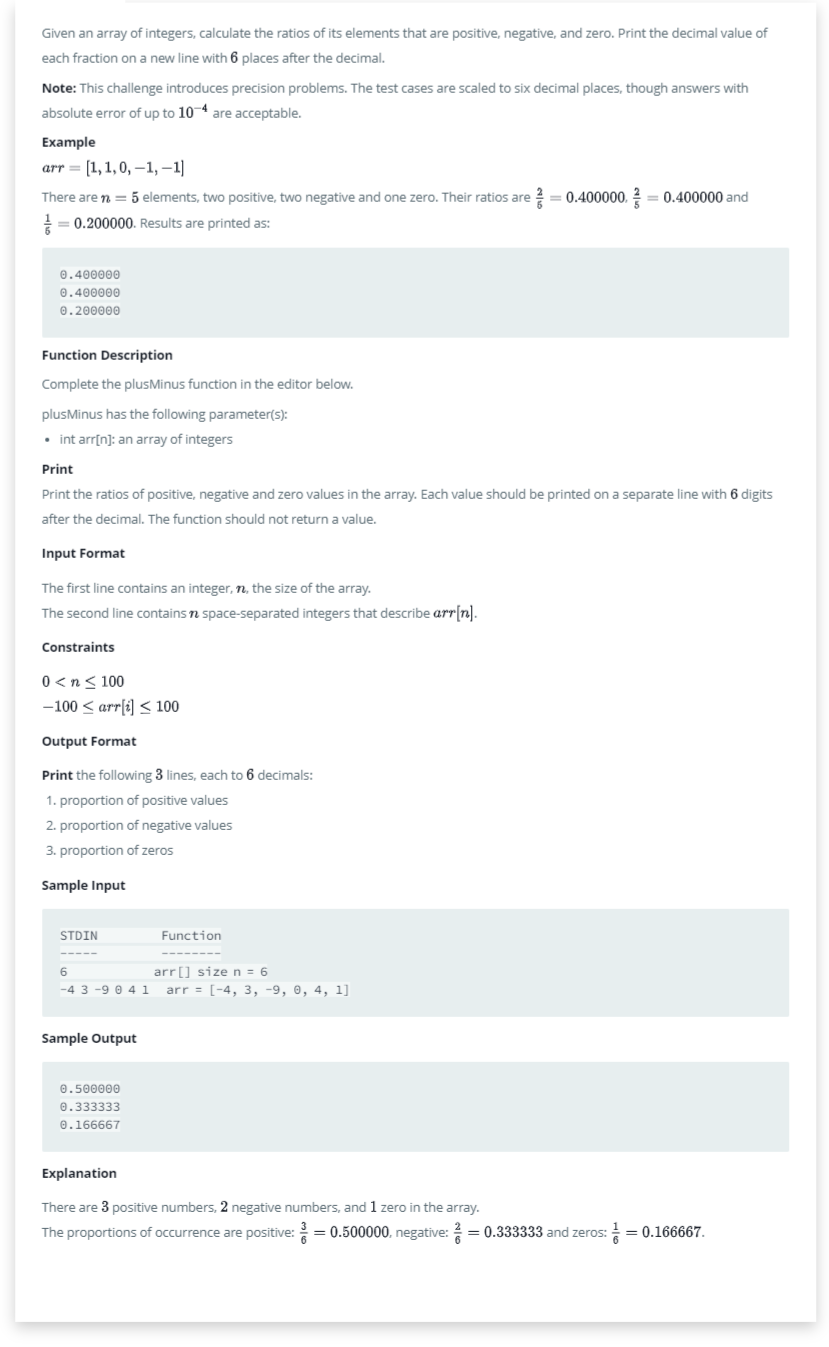 Given an array of integers, calculate the ratios of its elements that are positive, negative, and zero. Print the decimal value of
each fraction on a new line with 6 places after the decimal.
Note: This challenge introduces precision problems. The test cases are scaled to six decimal places, though answers with
absolute error of up to 10⁻⁴ are acceptable.
Example
arr = [1, 1, 0, −1, −1]
There are n = 5 elements, two positive, two negative and one zero. Their ratios are 2/5 = 0.400000, 2/5 = 0.400000 and
1/5 = 0.200000. Results are printed as:
0.400000
0.400000
0.200000
Function Description
Complete the plusMinus function in the editor below.
plusMinus has the following parameter(s):
• int arr[n]: an array of integers
Print
Print the ratios of positive, negative and zero values in the array. Each value should be printed on a separate line with 6 digits
after the decimal. The function should not return a value.
Input Format
The first line contains an integer, n, the size of the array.
The second line contains n space-separated integers that describe arr[n].
Constraints
0 < n ≤ 100
−100 ≤ arr[i] ≤ 100
Output Format
Print the following 3 lines, each to 6 decimals:
1. proportion of positive values
2. proportion of negative values
3. proportion of zeros
Sample Input
STDIN Function
----- --------
6 arr[] size n = 6
-4 3 -9 0 4 1 arr = [-4, 3, -9, 0, 4, 1]
Sample Output
0.500000
0.333333
0.166667
Explanation
There are 3 positive numbers, 2 negative numbers, and 1 zero in the array.
The proportions of occurrence are positive: 3/6 = 0.500000, negative: 2/6 = 0.333333 and zeros: 1/6 = 0.166667.